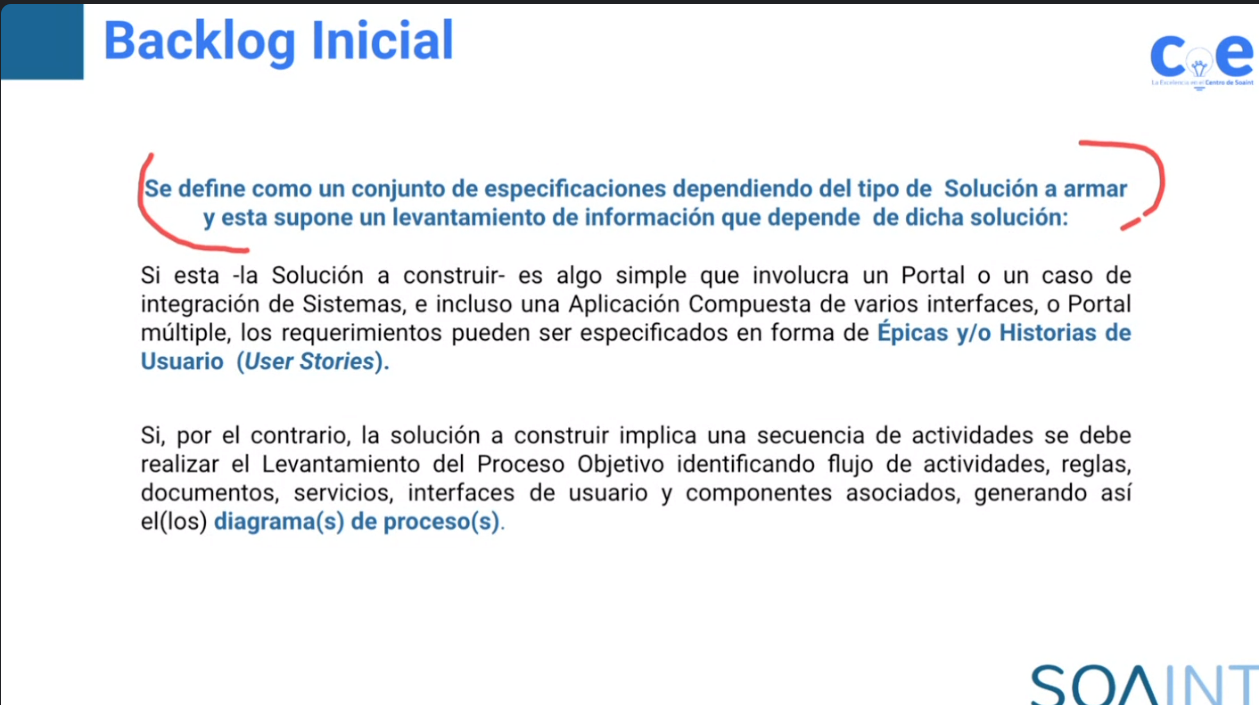 Backlog Inicial
coe
La Excelencia en el Centro de Soaint
Se define como un conjunto de especificaciones dependiendo del tipo de Solución a armar
y esta supone un levantamiento de información que depende de dicha solución:
Si esta -la Solución a construir- es algo simple que involucra un Portal o un caso de
integración de Sistemas, e incluso una Aplicación Compuesta de varios interfaces, o Portal
múltiple, los requerimientos pueden ser especificados en forma de Épicas y/o Historias de
Usuario (User Stories).
Si, por el contrario, la solución a construir implica una secuencia de actividades se debe
realizar el Levantamiento del Proceso Objetivo identificando flujo de actividades, reglas,
documentos, servicios, interfaces de usuario y componentes asociados, generando así
el(los) diagrama(s) de proceso(s).
SOAINT